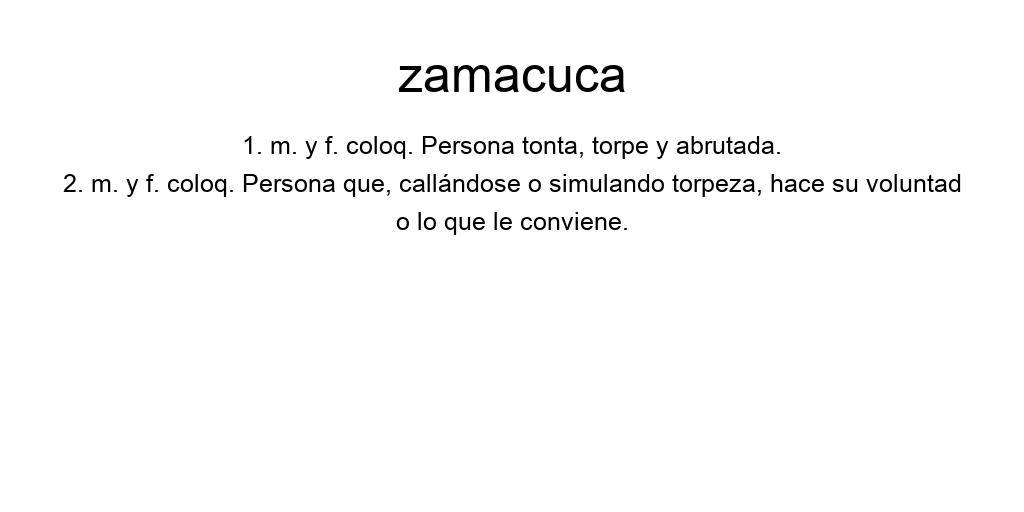 zamacuca
1. m. y f. coloq. Persona tonta, torpe y abrutada.
2. m. y f. coloq. Persona que, callándose o simulando torpeza, hace su voluntad
o lo que le conviene.